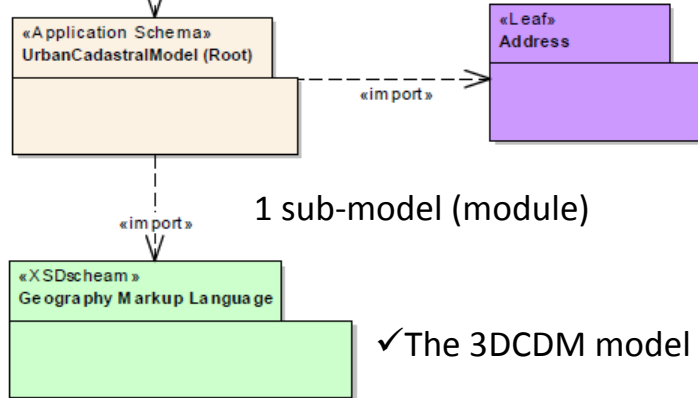 «Application Schema»
UrbanCadastralModel (Root)
«Leaf»
Address
«import»
«import»
1 sub-model (module)
«XSDscheam»
Geography Markup Language
✓The 3DCDM model